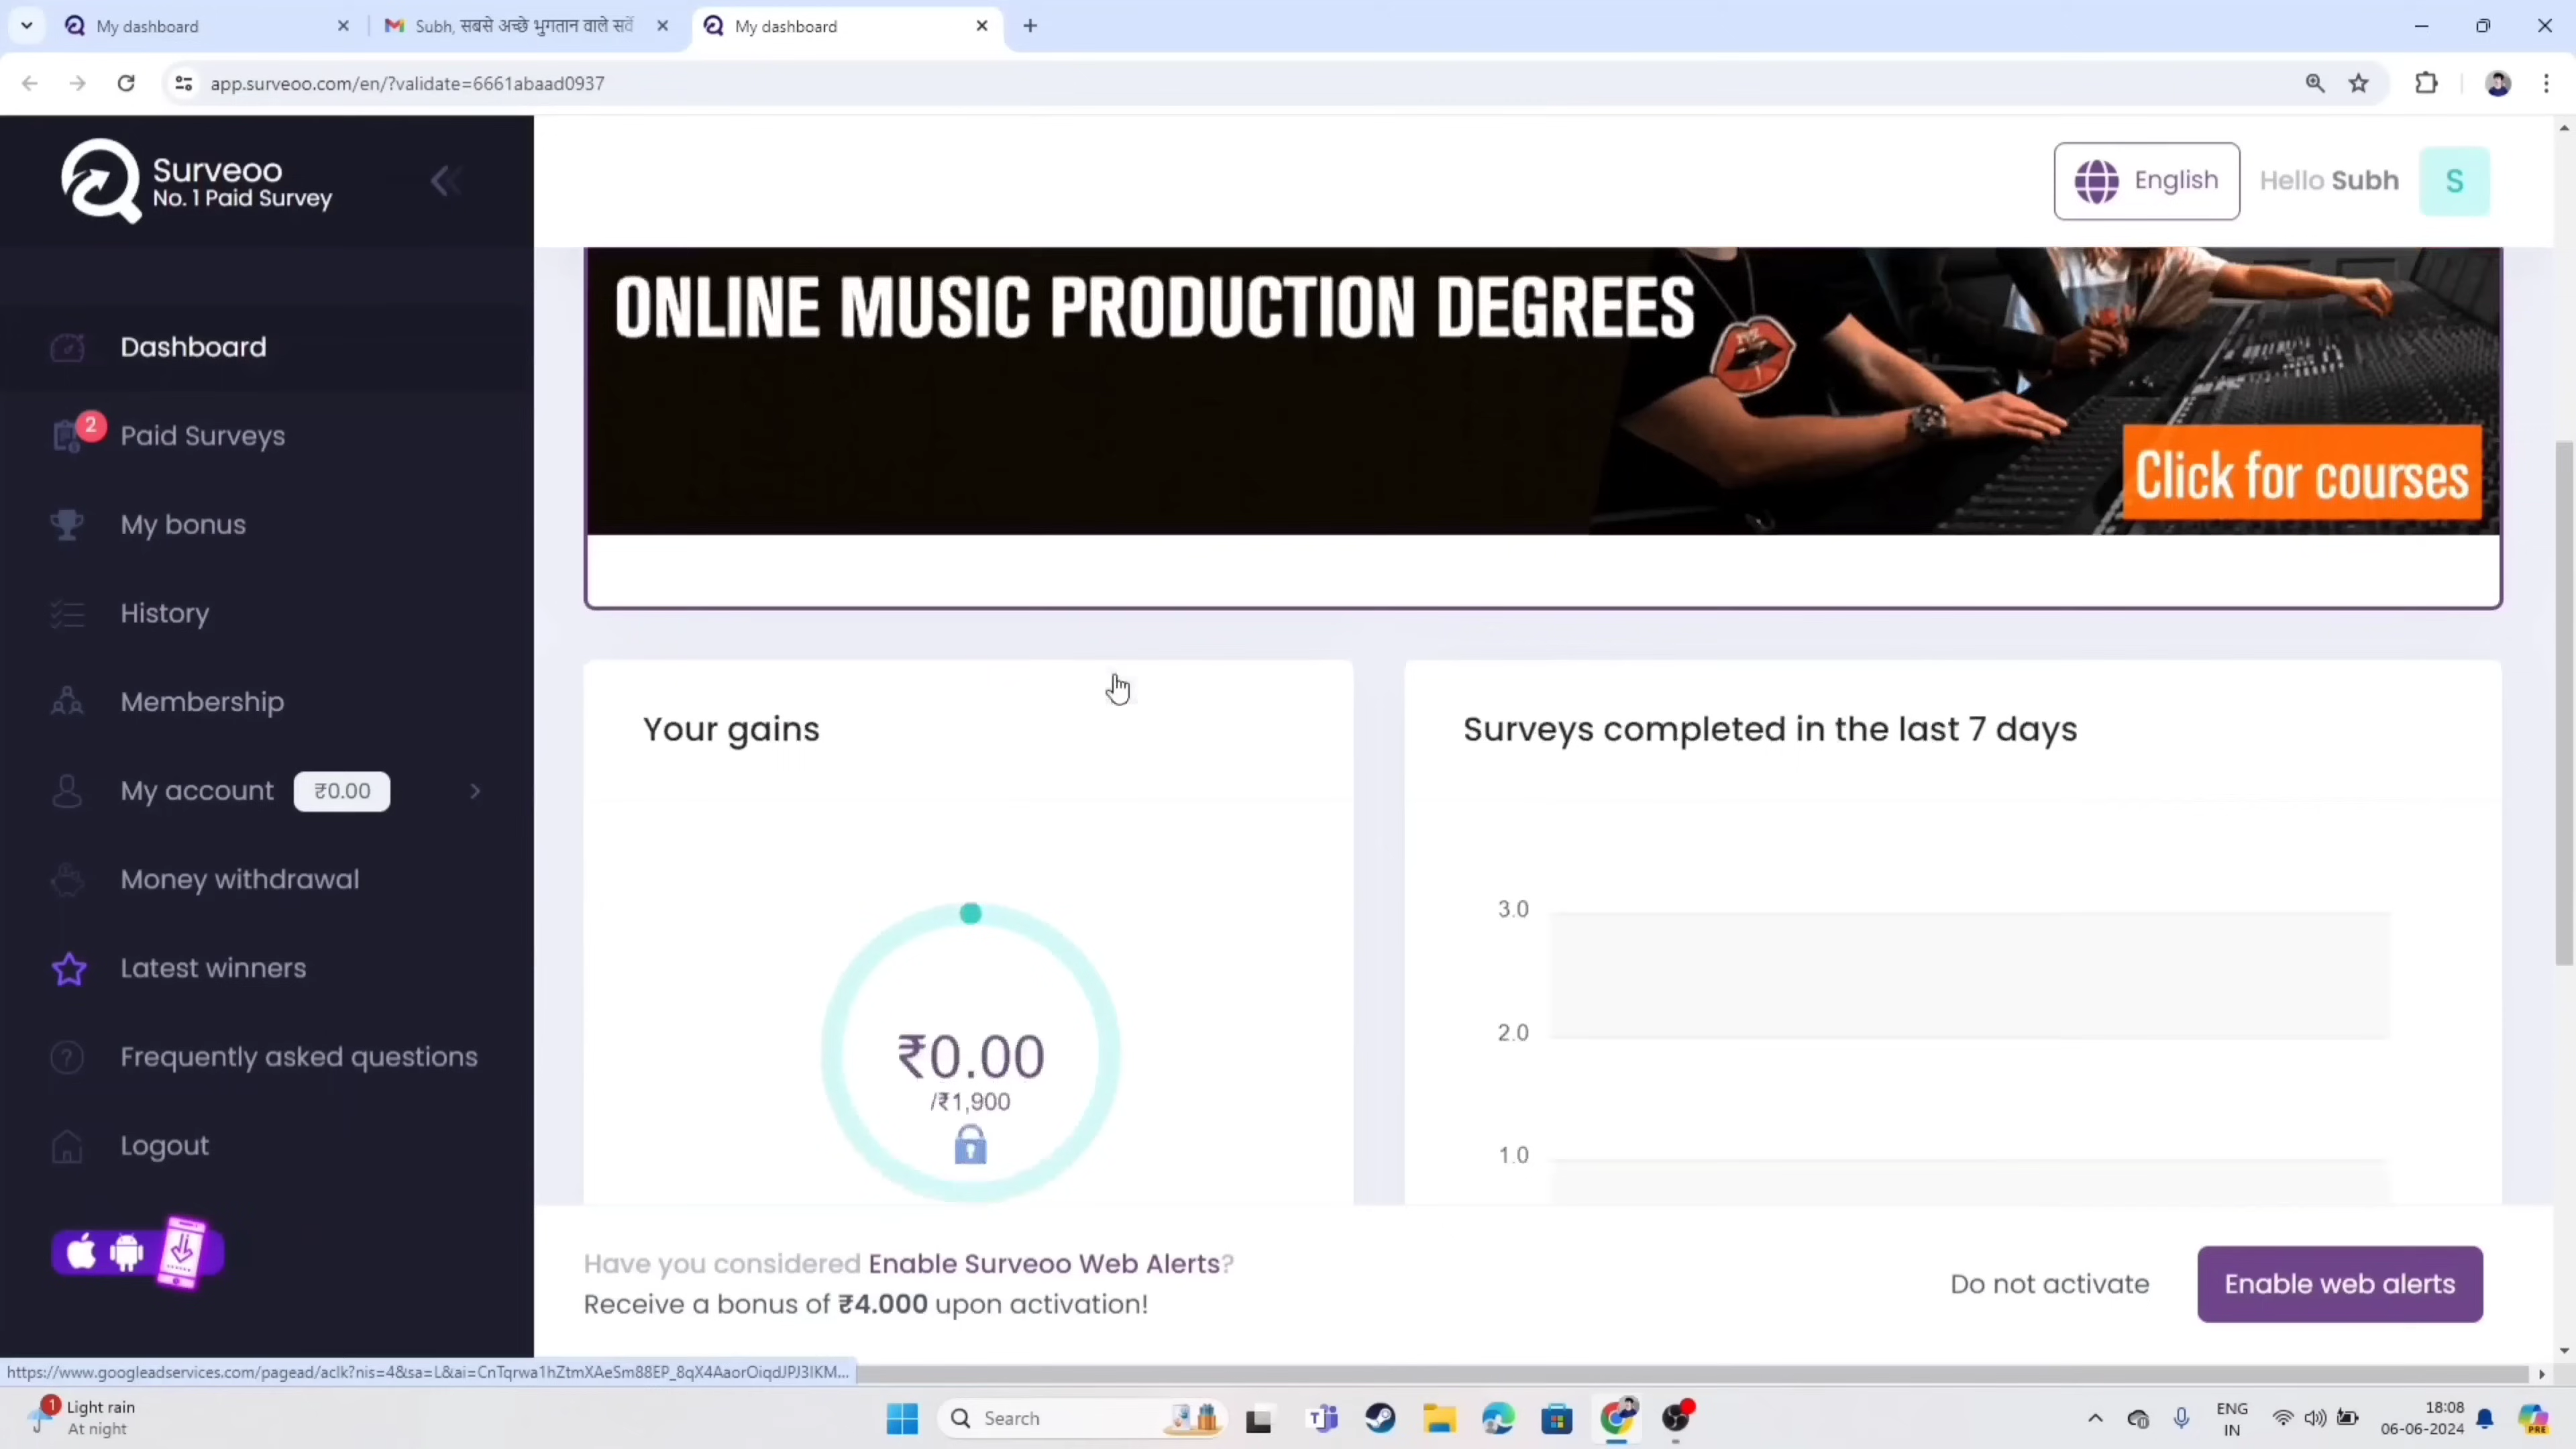 My dashboard
Subh, सबसे अच्छे भुगतान वाले सर्वे
My dashboard
app.surveoo.com/en/?validate=6661abaad0937
Surveoo
No. 1 Paid Survey
English
Hello Subh
S
ONLINE MUSIC PRODUCTION DEGREES
Click for courses
Dashboard
2
Paid Surveys
My bonus
History
Membership
My account
₹0.00
Money withdrawal
Latest winners
Frequently asked questions
Logout
Your gains
₹0.00
/₹1,900
Surveys completed in the last 7 days
3.0
2.0
1.0
Have you considered Enable Surveoo Web Alerts?
Receive a bonus of ₹4.000 upon activation!
Do not activate
Enable web alerts
https://www.googleadservices.com/pagead/aclk?nis=4&sa=L&ai=CnTqrwa1hZtmXAeSm88EP_8qX4AaorOiqdJPJ3IKM...
1
Light rain
At night
Search
ENG
IN
18:08
06-06-2024
PRE